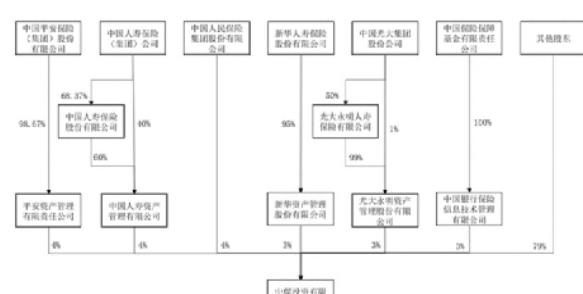 中国平安保险
（集团）股份
有限公司
中国人寿保险
（集团）公司
中国人民保险
集团股份有限
公司
新华人寿保险
股份有限公司
中国光大集团
股份公司
中国保险保障
基金有限责任
公司
其他股东
68.37%
50%
中国人寿保险
股份有限公司
光大永明人寿
保险有限公司
98.67%
40%
95%
1%
100%
60%
99%
平安资产管理
有限责任公司
中国人寿资产
管理有限公司
新华资产管理
股份有限公司
光大永明资产
管理股份有限
公司
中国银行保险
信息技术管理
有限公司
4%
4%
4%
3%
3%
3%
79%
中保投资有限